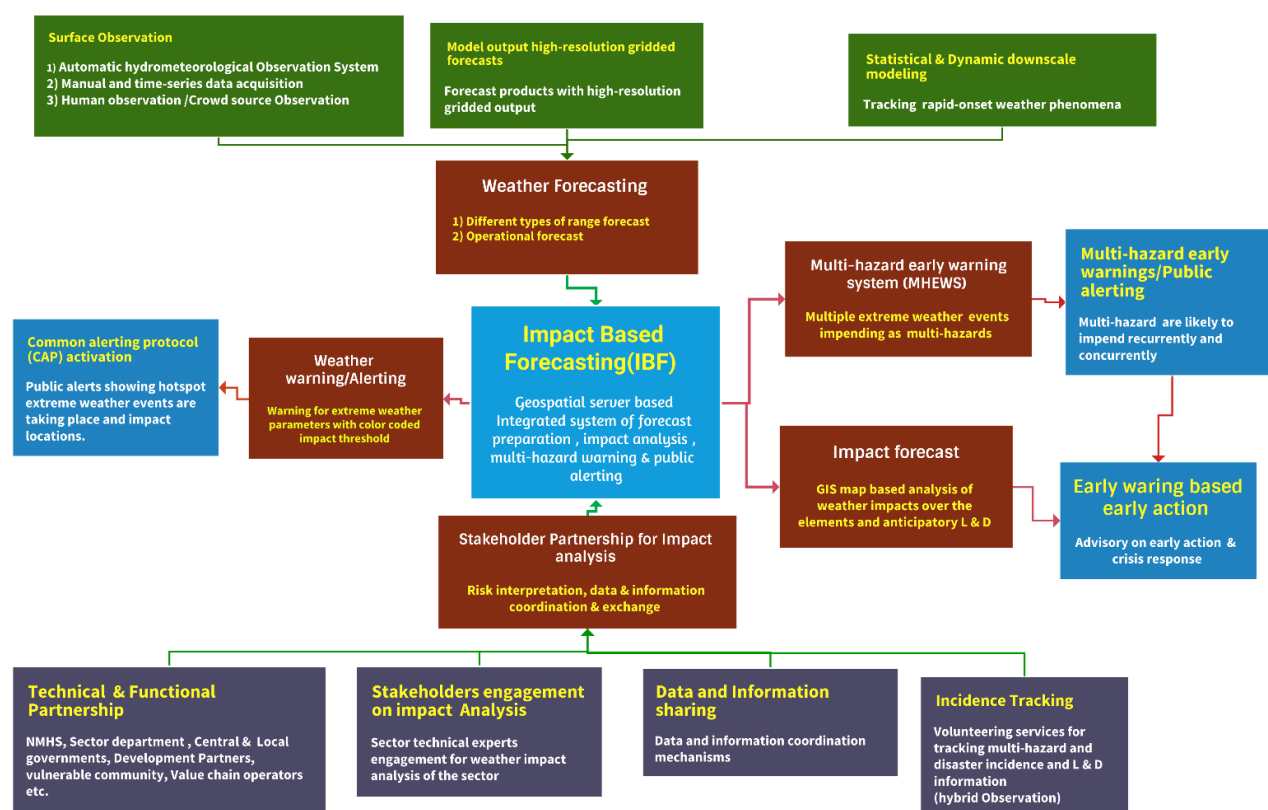 Surface Observation
1) Automatic hydrometeorological Observation System
2) Manual and time-series data acquisition
3) Human observation /Crowd source Observation
Model output high-resolution gridded
forecasts
Forecast products with high-resolution
gridded output
Statistical & Dynamic downscale
modeling
Tracking rapid-onset weather phenomena
Weather Forecasting
1) Different types of range forecast
2) Operational forecast
Multi-hazard early warning
system (MHEWS)
Multiple extreme weather events
impending as multi-hazards
Multi-hazard early
warnings/Public
alerting
Multi-hazard are likely to
impend recurrently and
concurrently
Impact Based
Forecasting(IBF)
Geospatial server based
Integrated system of forecast
preparation , impact analysis ,
multi-hazard warning & public
alerting
Common alerting protocol
(CAP) activation
Public alerts showing hotspot
extreme weather events are
taking place and impact
locations.
Weather
warning/Alerting
Warning for extreme weather
parameters with color coded
impact threshold
Impact forecast
GIS map based analysis of
weather impacts over the
elements and anticipatory L & D
Early waring based
early action
Advisory on early action &
crisis response
Stakeholder Partnership for Impact
analysis
Risk interpretation, data & information
coordination & exchange
Technical & Functional
Partnership
NMHS, Sector department , Central & Local
governments, Development Partners,
vulnerable community, Value chain operators
etc.
Stakeholders engagement
on impact Analysis
Sector technical experts
engagement for weather impact
analysis of the sector
Data and Information
sharing
Data and information coordination
mechanisms
Incidence Tracking
Volunteering services for
tracking multi-hazard and
disaster incidence and L & D
information
(hybrid Observation)